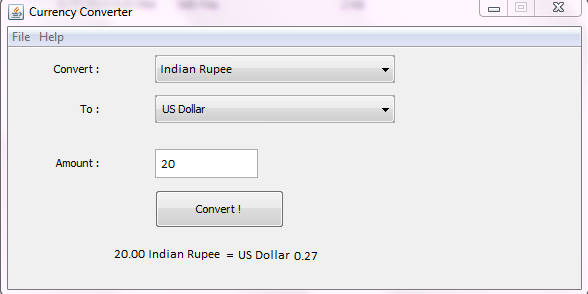 Currency Converter
File Help
Convert : Indian Rupee
To : US Dollar
Amount : 20
Convert !
20.00 Indian Rupee = US Dollar 0.27